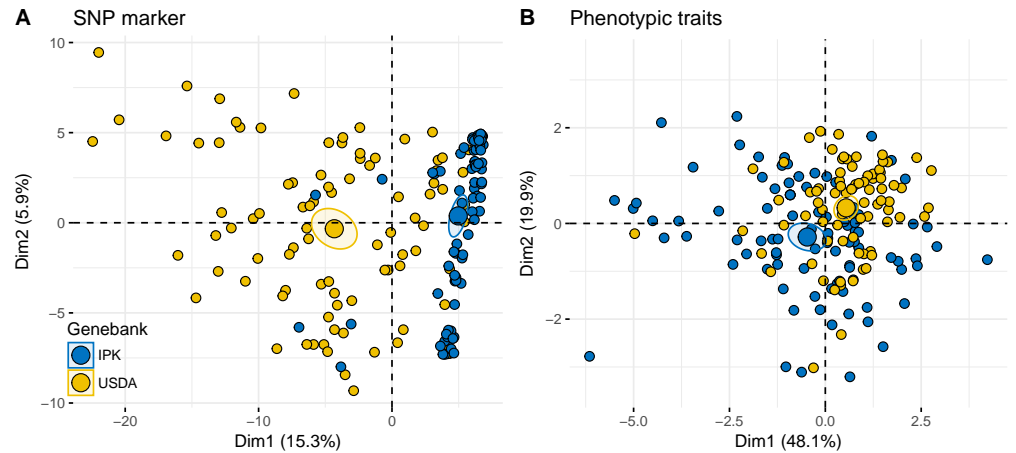 A SNP marker
10
5
0
−5
−10
Dim2 (5.9%)
Genebank
IPK
USDA
−20 −10 0
Dim1 (15.3%)
B Phenotypic traits
2
0
−2
Dim2 (19.9%)
−5.0 −2.5 0.0 2.5
Dim1 (48.1%)